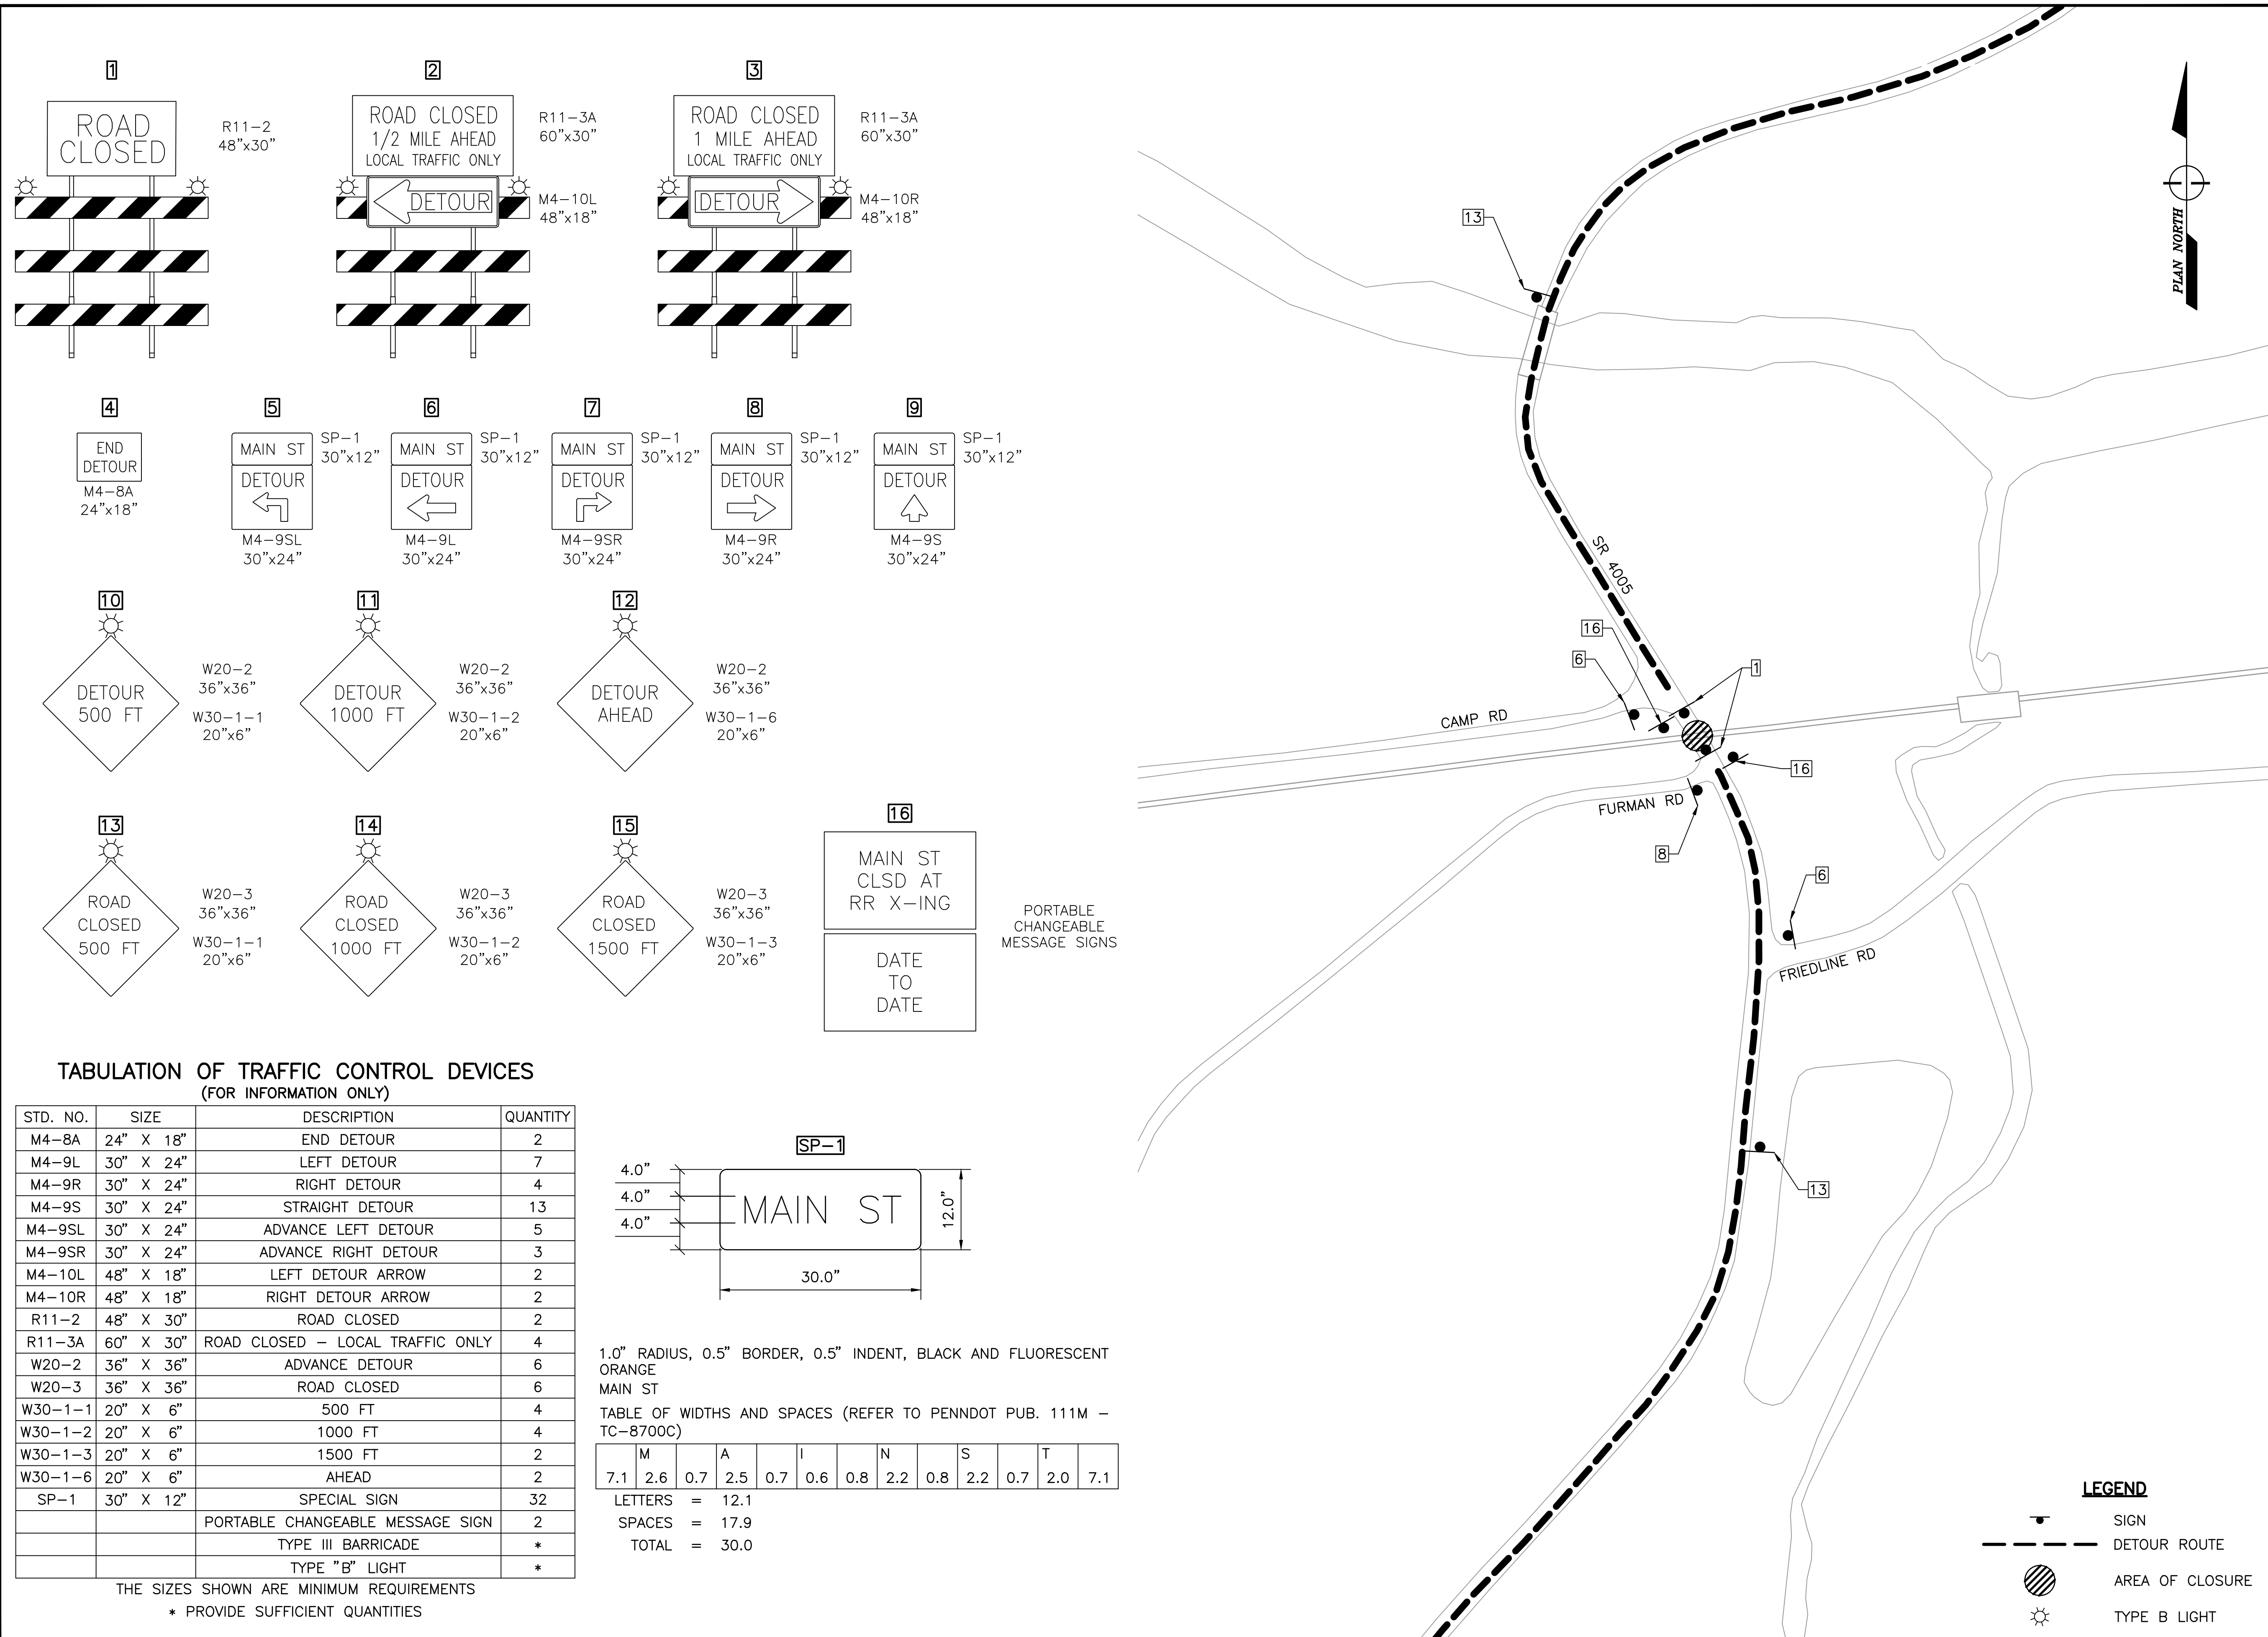 1
ROAD
CLOSED
R11-2
48"x30"
2
ROAD CLOSED
1/2 MILE AHEAD
LOCAL TRAFFIC ONLY
DETOUR
R11-3A
60"x30"
M4-10L
48"x18"
3
ROAD CLOSED
1 MILE AHEAD
LOCAL TRAFFIC ONLY
DETOUR
R11-3A
60"x30"
M4-10R
48"x18"
4
END
DETOUR
M4-8A
24"x18"
5
MAIN ST
DETOUR
SP-1
30"x12"
M4-9SL
30"x24"
6
MAIN ST
DETOUR
SP-1
30"x12"
M4-9L
30"x24"
7
MAIN ST
DETOUR
SP-1
30"x12"
M4-9SR
30"x24"
8
MAIN ST
DETOUR
SP-1
30"x12"
M4-9R
30"x24"
9
MAIN ST
DETOUR
SP-1
30"x12"
M4-9S
30"x24"
10
DETOUR
500 FT
W20-2
36"x36"
W30-1-1
20"x6"
11
DETOUR
1000 FT
W20-2
36"x36"
W30-1-2
20"x6"
12
DETOUR
AHEAD
W20-2
36"x36"
W30-1-6
20"x6"
13
ROAD
CLOSED
500 FT
W20-3
36"x36"
W30-1-1
20"x6"
14
ROAD
CLOSED
1000 FT
W20-3
36"x36"
W30-1-2
20"x6"
15
ROAD
CLOSED
1500 FT
W20-3
36"x36"
W30-1-3
20"x6"
16
MAIN ST
CLSD AT
RR X-ING
DATE
TO
DATE
PORTABLE
CHANGEABLE
MESSAGE SIGNS
TABULATION OF TRAFFIC CONTROL DEVICES
(FOR INFORMATION ONLY)
STD. NO. SIZE DESCRIPTION QUANTITY
M4-8A 24" X 18" END DETOUR 2
M4-9L 30" X 24" LEFT DETOUR 7
M4-9R 30" X 24" RIGHT DETOUR 4
M4-9S 30" X 24" STRAIGHT DETOUR 13
M4-9SL 30" X 24" ADVANCE LEFT DETOUR 5
M4-9SR 30" X 24" ADVANCE RIGHT DETOUR 3
M4-10L 48" X 18" LEFT DETOUR ARROW 2
M4-10R 48" X 18" RIGHT DETOUR ARROW 2
R11-2 48" X 30" ROAD CLOSED 2
R11-3A 60" X 30" ROAD CLOSED - LOCAL TRAFFIC ONLY 4
W20-2 36" X 36" ADVANCE DETOUR 6
W20-3 36" X 36" ROAD CLOSED 6
W30-1-1 20" X 6" 500 FT 4
W30-1-2 20" X 6" 1000 FT 4
W30-1-3 20" X 6" 1500 FT 2
W30-1-6 20" X 6" AHEAD 2
SP-1 30" X 12" SPECIAL SIGN 32
PORTABLE CHANGEABLE MESSAGE SIGN 2
TYPE III BARRICADE *
TYPE "B" LIGHT *
THE SIZES SHOWN ARE MINIMUM REQUIREMENTS
* PROVIDE SUFFICIENT QUANTITIES
SP-1
4.0"
4.0"
4.0"
MAIN ST
12.0"
30.0"
1.0" RADIUS, 0.5" BORDER, 0.5" INDENT, BLACK AND FLUORESCENT
ORANGE
MAIN ST
TABLE OF WIDTHS AND SPACES (REFER TO PENNDOT PUB. 111M -
TC-8700C)
M A I N S T
7.1 2.6 0.7 2.5 0.7 0.6 0.8 2.2 0.8 2.2 0.7 2.0 7.1
LETTERS = 12.1
SPACES = 17.9
TOTAL = 30.0
PLAN NORTH
13
SR 4005
16
6
1
CAMP RD
16
FURMAN RD
8
6
FRIEDLINE RD
13
LEGEND
SIGN
DETOUR ROUTE
AREA OF CLOSURE
TYPE B LIGHT